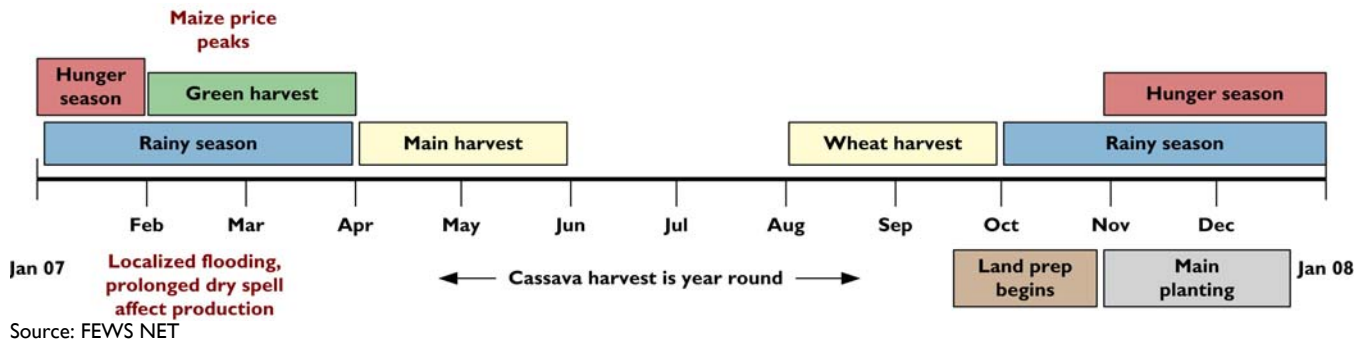 Maize price
peaks
Hunger
season
Green harvest
Hunger season
Rainy season
Main harvest
Wheat harvest
Rainy season
Feb
Mar
Apr
May
Jun
Jul
Aug
Sep
Oct
Nov
Dec
Jan 07
Localized flooding,
prolonged dry spell
affect production
Cassava harvest is year round
Land prep
begins
Main
planting
Jan 08
Source: FEWS NET